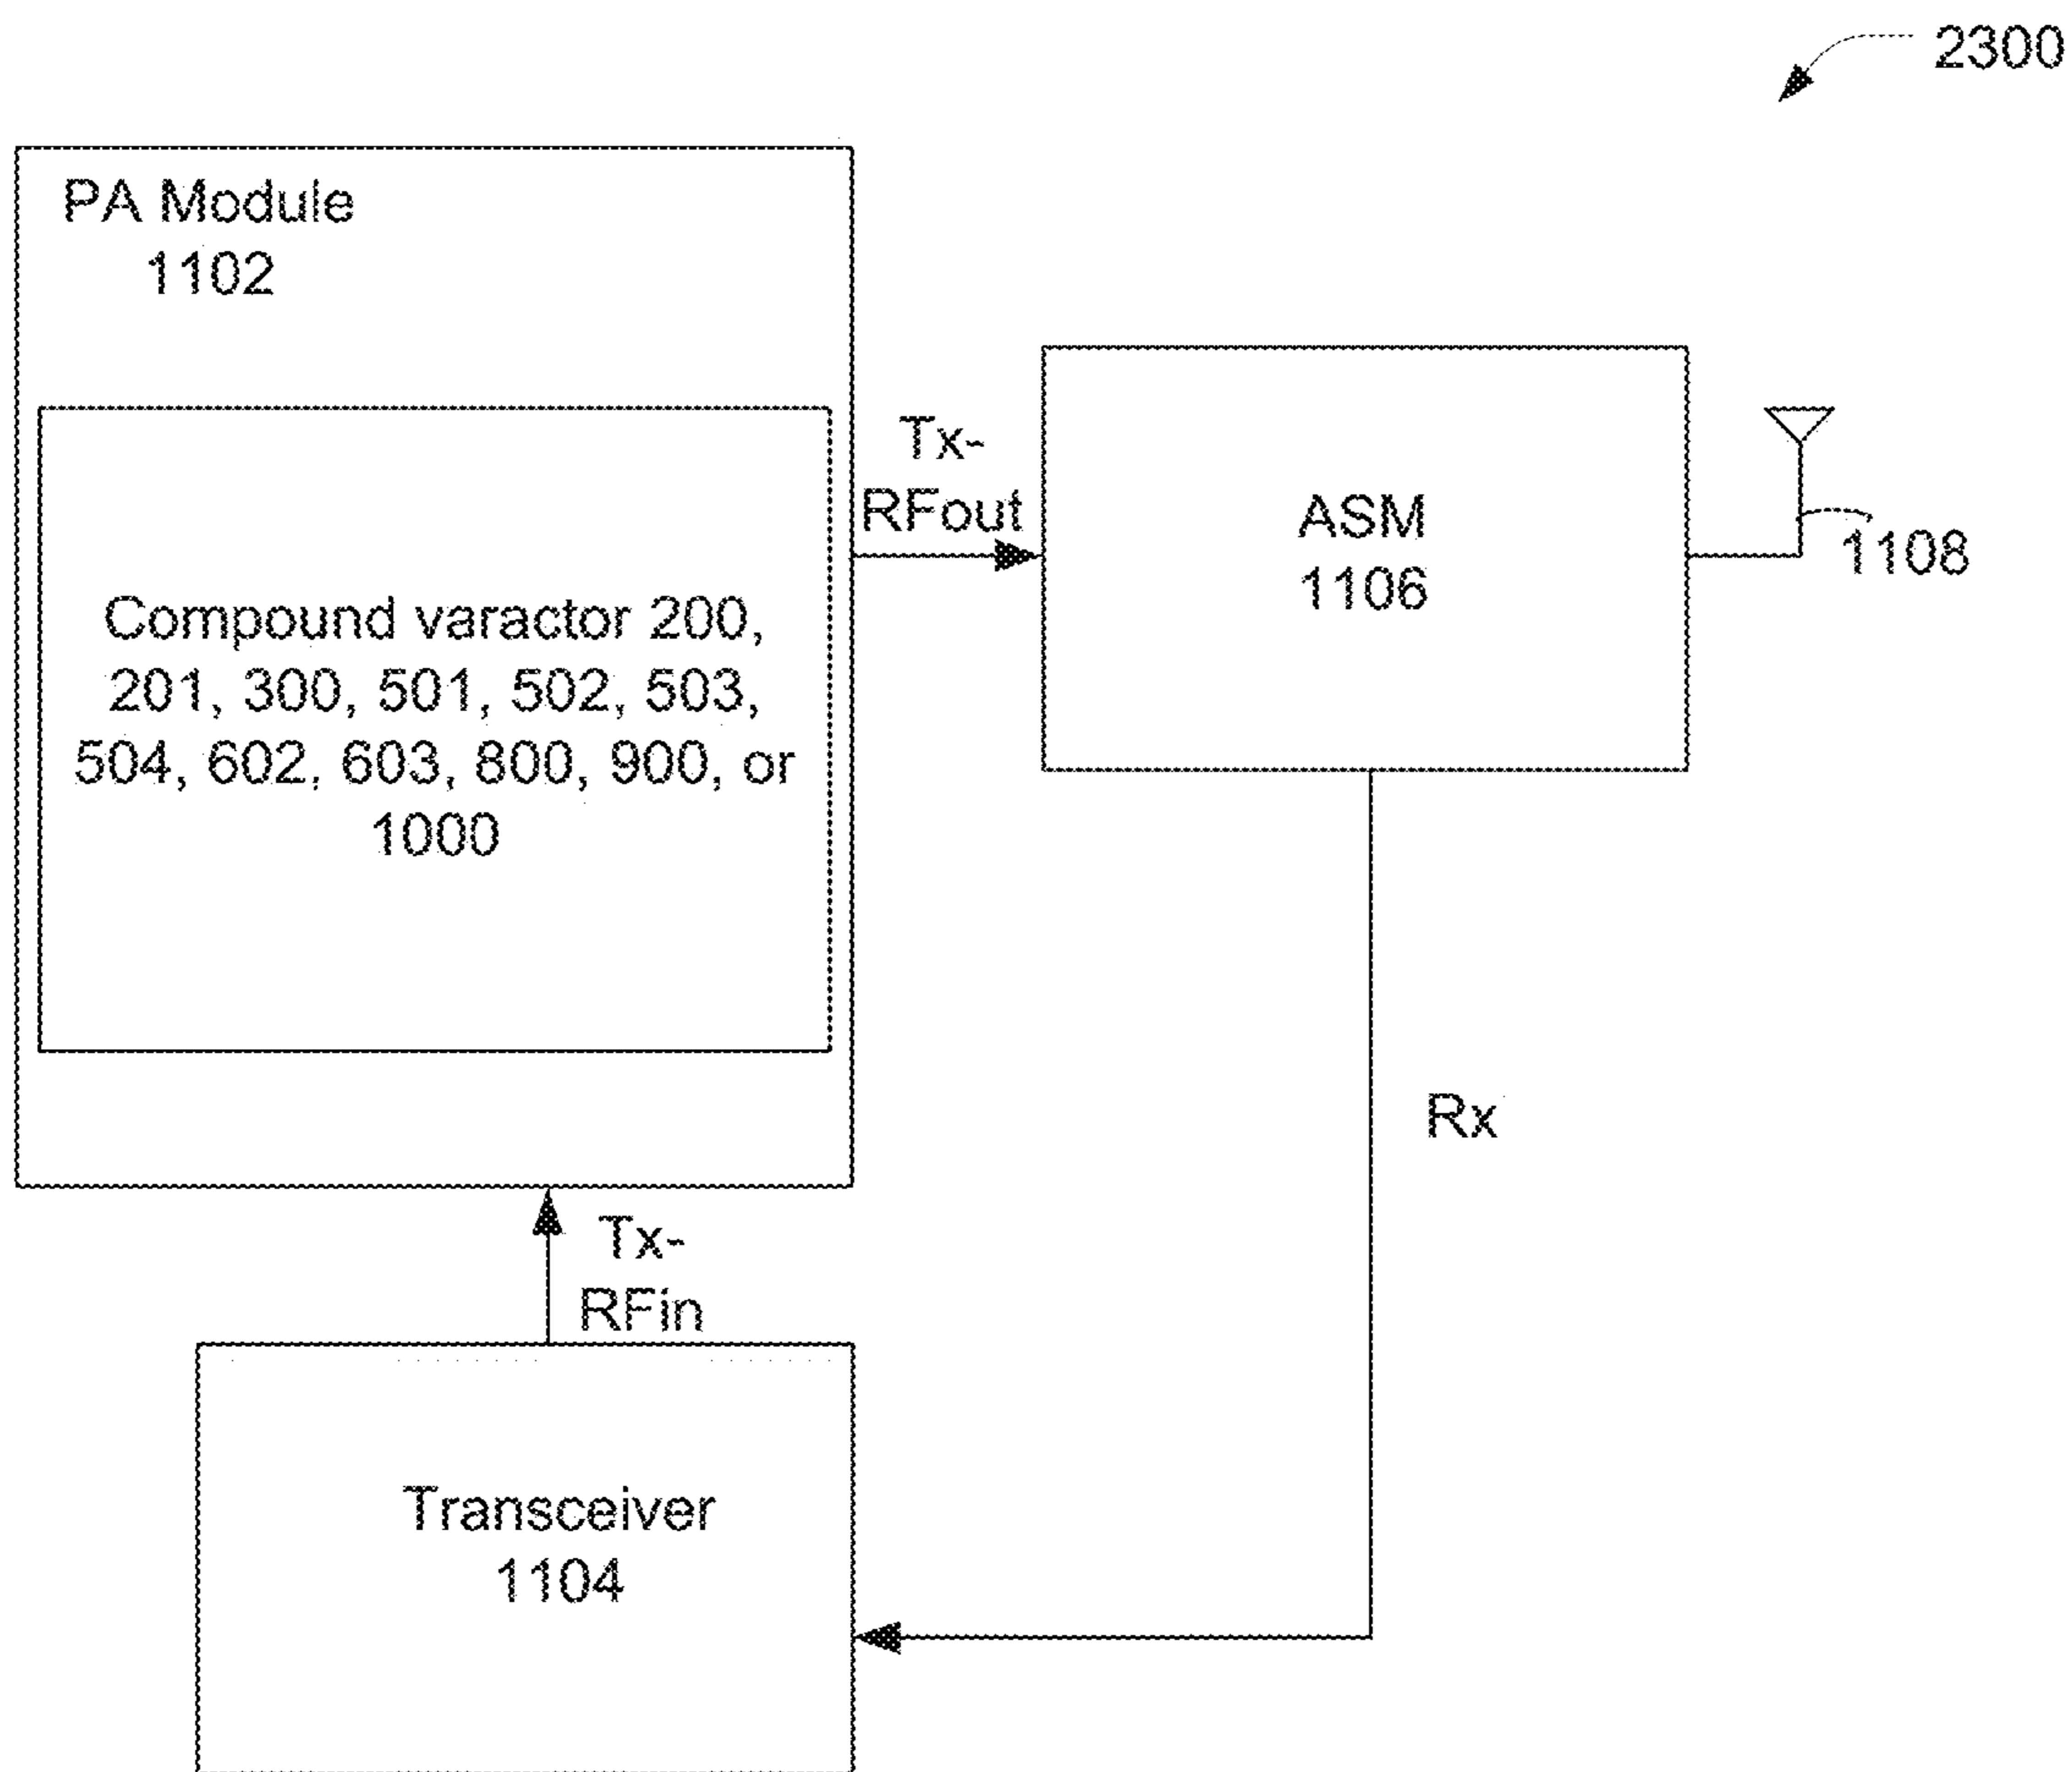 2300
PA Module
1102
Compound varactor 200,
201, 300, 501, 502, 503,
504, 602, 603, 800, 900, or
1000
Tx-
RFout
ASM
1106
1108
Rx
Tx-
RFin
Transceiver
1104